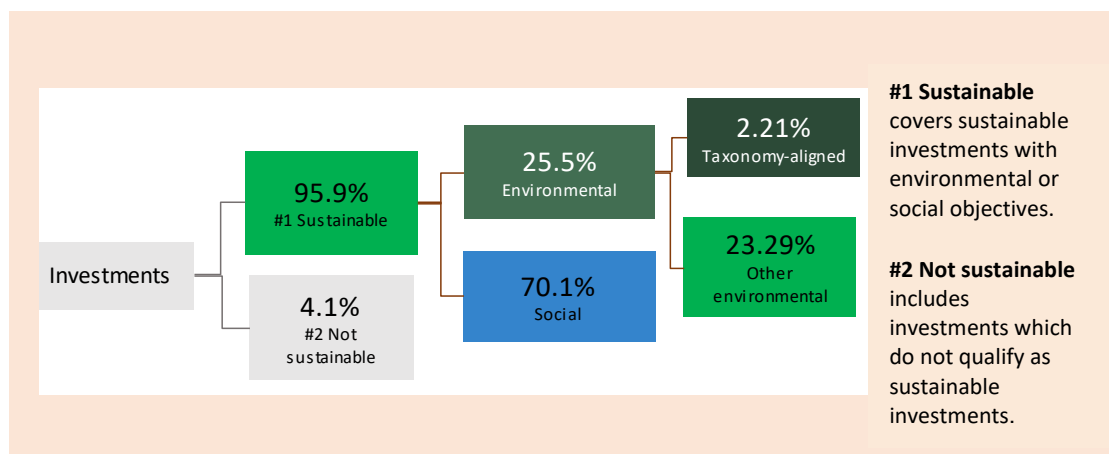 Investments
95.9%
#1 Sustainable
4.1%
#2 Not
sustainable
25.5%
Environmental
70.1%
Social
2.21%
Taxonomy-aligned
23.29%
Other
environmental
#1 Sustainable
covers sustainable
investments with
environmental or
social objectives.
#2 Not sustainable
includes
investments which
do not qualify as
sustainable
investments.